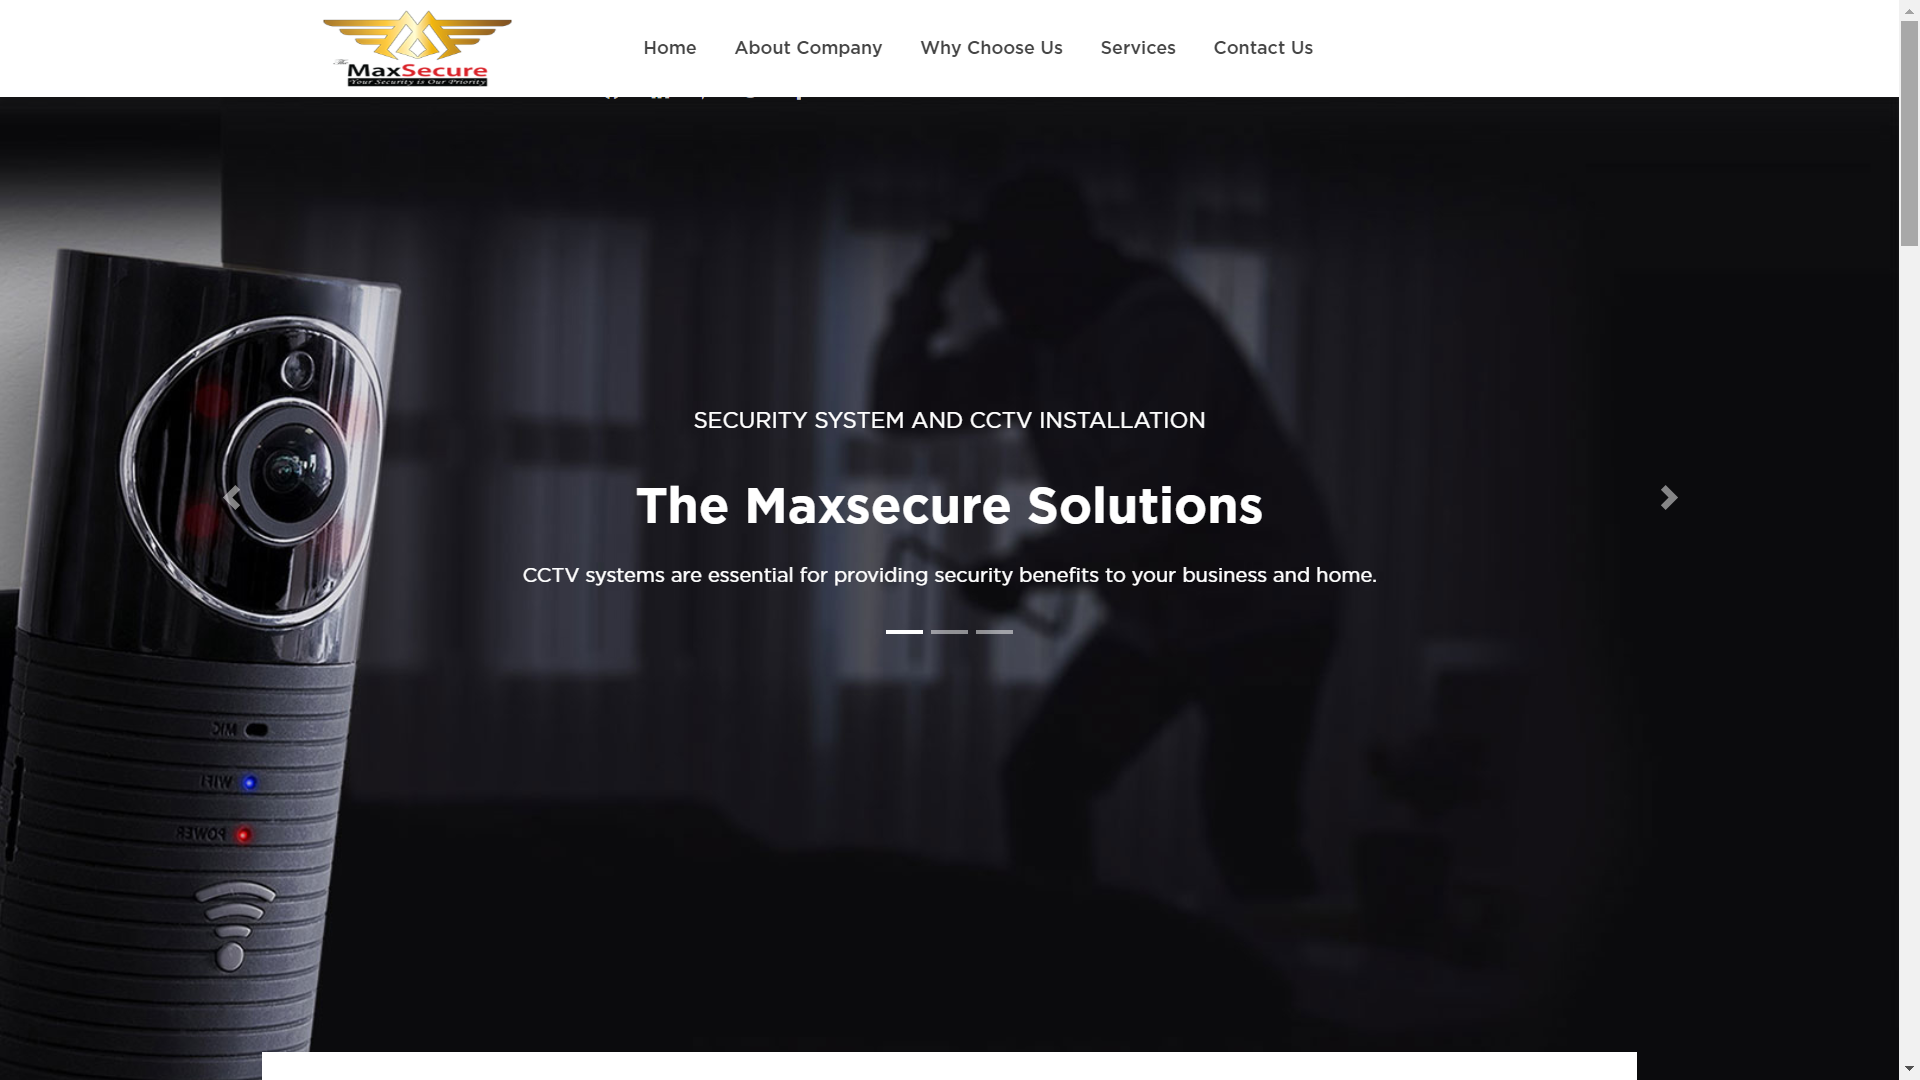 The
MaxSecure
Your Security is Our Priority
Home
About Company
Why Choose Us
Services
Contact Us
SECURITY SYSTEM AND CCTV INSTALLATION
The Maxsecure Solutions
CCTV systems are essential for providing security benefits to your business and home.
MIC
WIFI
POWER